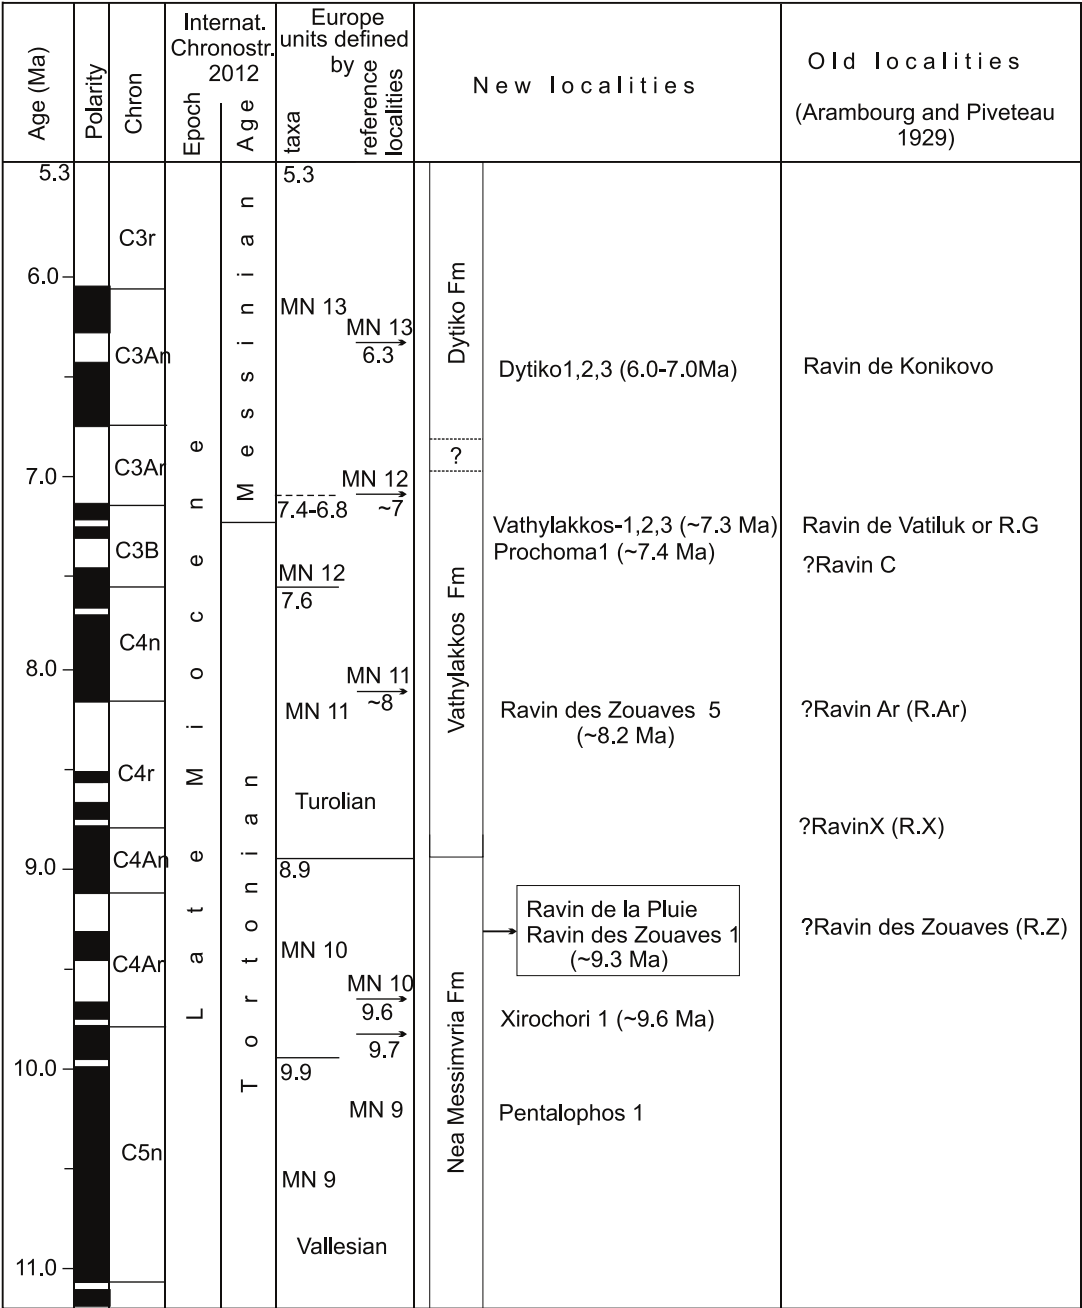 Age (Ma)
Polarity
Chron
Internat.
Chronostr.
2012
Epoch
Age
Europe
units defined
by
taxa
reference
localities
New localities
Old localities
(Arambourg and Piveteau
1929)
5.3
6.0
7.0
8.0
9.0
10.0
11.0
C3r
C3An
C3Ar
C3B
C4n
C4r
C4An
C4Ar
C5n
Late Miocene
Messinian
Tortonian
5.3
MN 13
MN 13
6.3
MN 12
~7
7.4-6.8
MN 12
7.6
MN 11
~8
MN 11
Turolian
8.9
MN 10
MN 10
9.6
9.7
9.9
MN 9
MN 9
Vallesian
Dytiko Fm
?
Vathylakkos Fm
Nea Messimvria Fm
Dytiko1,2,3 (6.0-7.0Ma)
Vathylakkos-1,2,3 (~7.3 Ma)
Prochoma1 (~7.4 Ma)
Ravin des Zouaves 5
(~8.2 Ma)
Ravin de la Pluie
Ravin des Zouaves 1
(~9.3 Ma)
Xirochori 1 (~9.6 Ma)
Pentalophos 1
Ravin de Konikovo
Ravin de Vatiluk or R.G
?Ravin C
?Ravin Ar (R.Ar)
?RavinX (R.X)
?Ravin des Zouaves (R.Z)